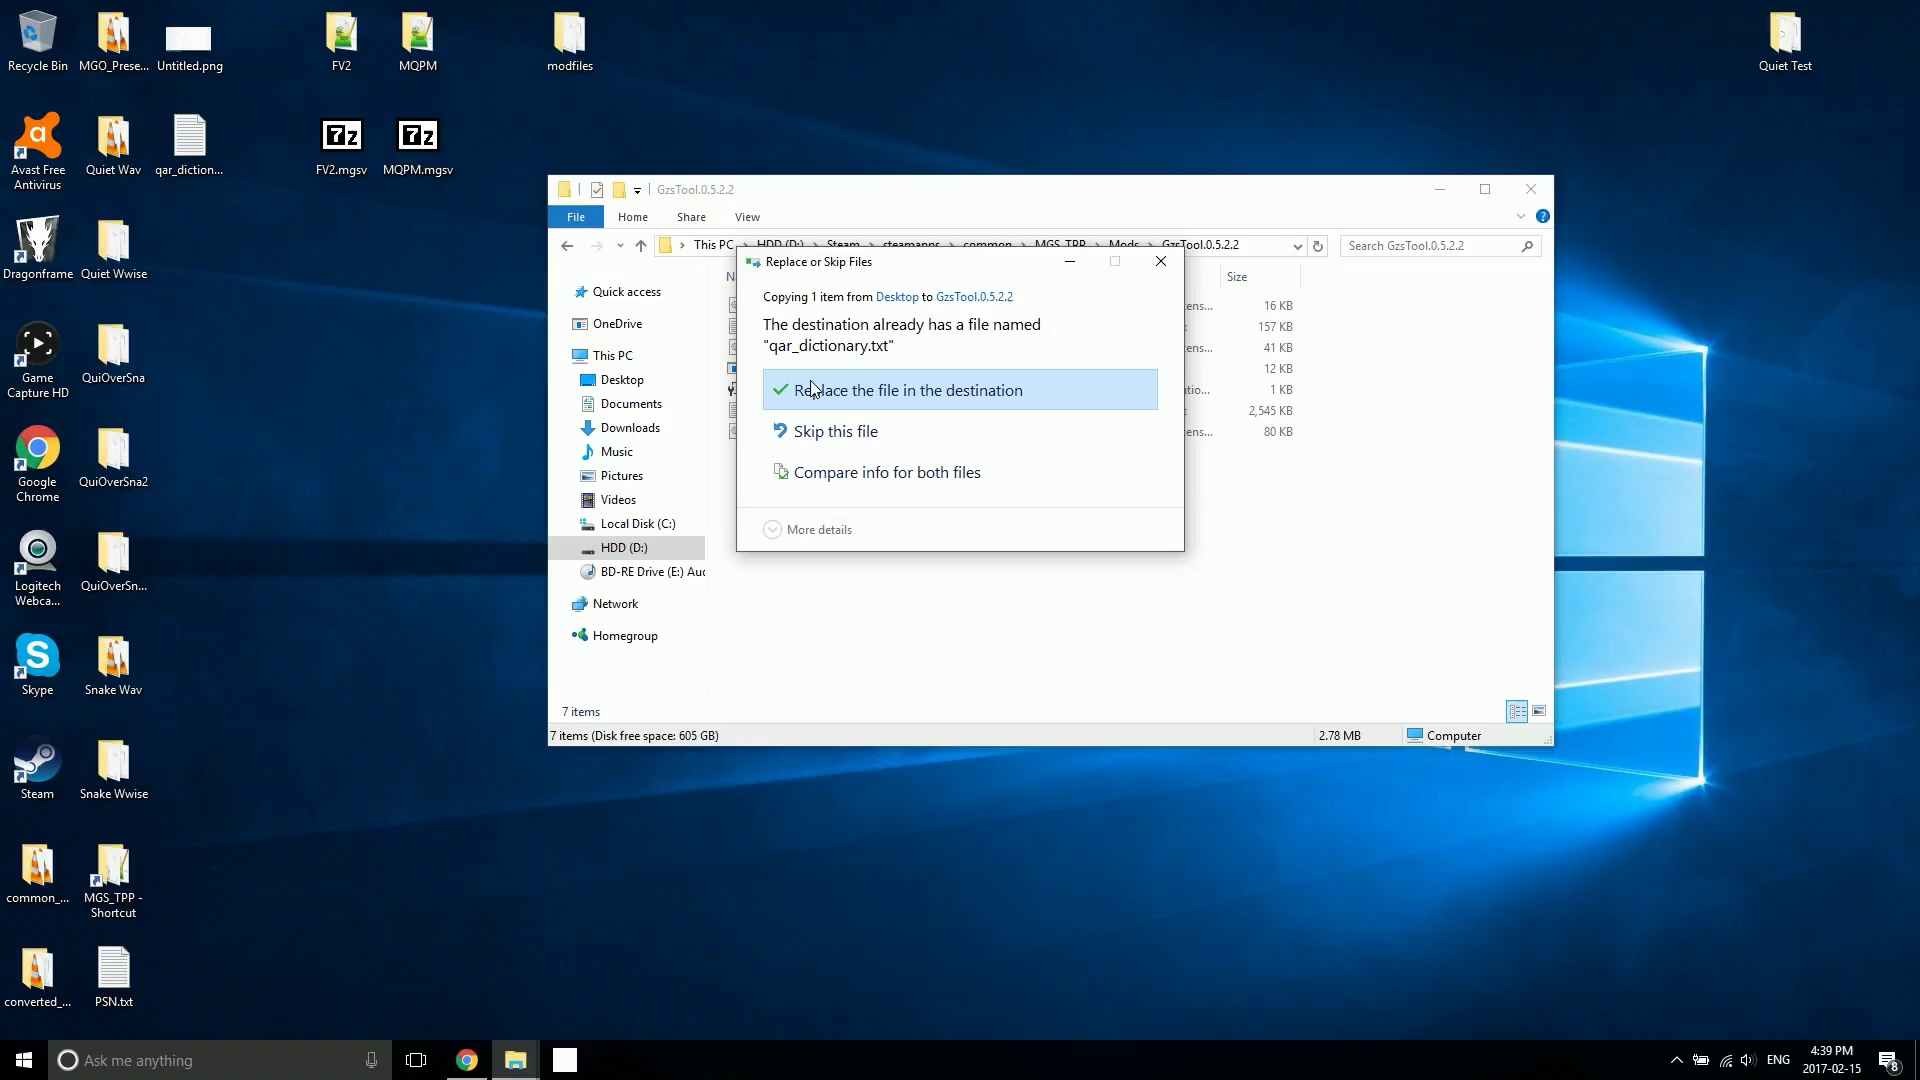 Recycle Bin
MGO_Prese...
Untitled.png
FV2
MQPM
modfiles
Quiet Test
Avast Free
Antivirus
Quiet Wav
qar_diction...
FV2.mgsv
MQPM.mgsv
Dragonframe
Quiet Wwise
Game
Capture HD
QuiOverSna
Google
Chrome
QuiOverSna2
Logitech
Webca...
QuiOverSn...
Skype
Snake Wav
Steam
Snake Wwise
common_...
MGS_TPP -
Shortcut
converted_...
PSN.txt
GzsTool.0.5.2.2
File
Home
Share
View
This PC
HDD (D:)
Steam
steamapps
common
MGS_TPP
Mods
GzsTool.0.5.2.2
Search GzsTool.0.5.2.2
Quick access
OneDrive
This PC
Desktop
Documents
Downloads
Music
Pictures
Videos
Local Disk (C:)
HDD (D:)
BD-RE Drive (E:)
Network
Homegroup
Size
16 KB
157 KB
41 KB
12 KB
1 KB
2,545 KB
80 KB
Replace or Skip Files
Copying 1 item from Desktop to GzsTool.0.5.2.2
The destination already has a file named
"qar_dictionary.txt"
Replace the file in the destination
Skip this file
Compare info for both files
More details
7 items
7 items (Disk free space: 605 GB)
2.78 MB
Computer
Ask me anything
ENG
4:39 PM
2017-02-15
8